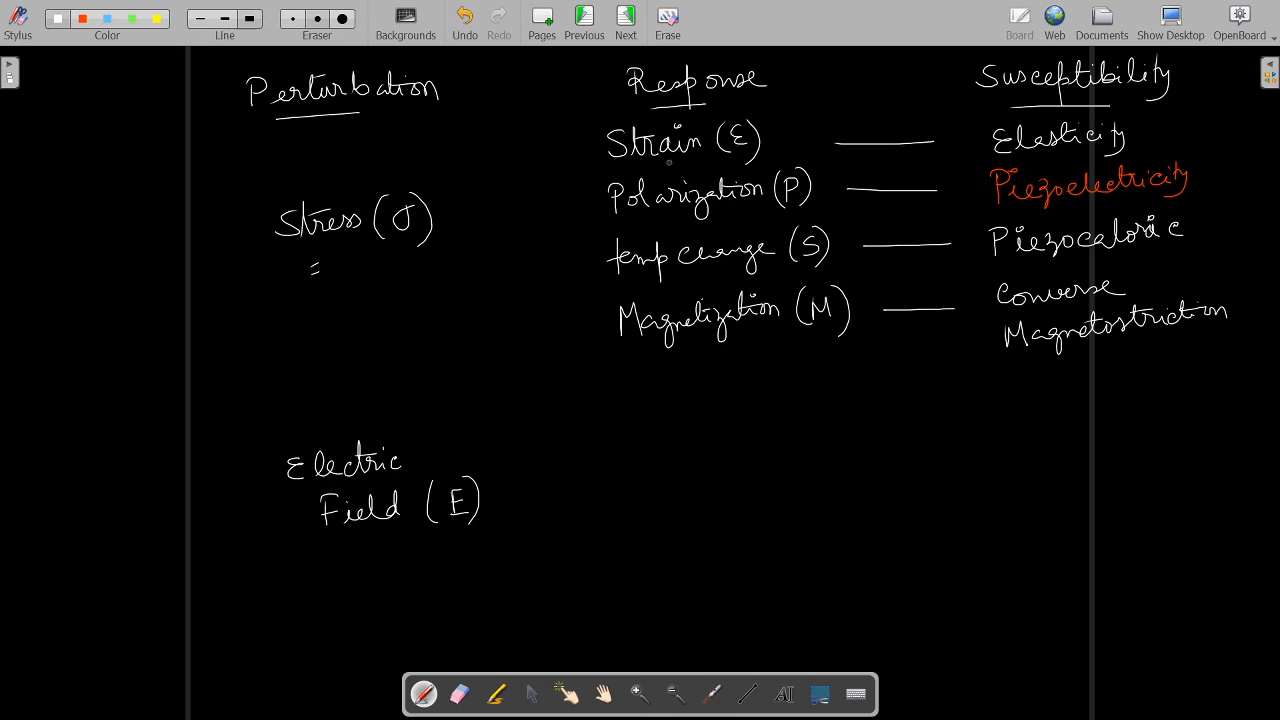 Stylus Color Line Eraser Backgrounds Undo Redo Pages Previous Next Erase Board Web Documents Show Desktop OpenBoard
Perturbation Response Susceptibility
Strain (ε) Elasticity
Polarization (P) Piezoelectricity
Stress (σ)
temp change (S) Piezocaloric
Magnetization (M) Converse
Magnetostriction
Electric
Field (E)